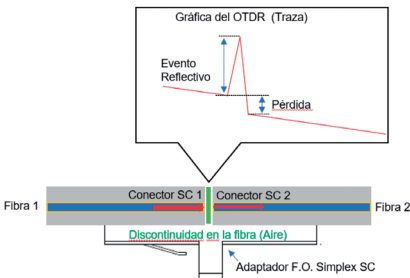 Gráfica del OTDR (Traza)
Evento
Reflectivo
Pérdida
Conector SC 1
Conector SC 2
Fibra 1
Fibra 2
Discontinuidad en la fibra (Aire)
Adaptador F.O. Simplex SC